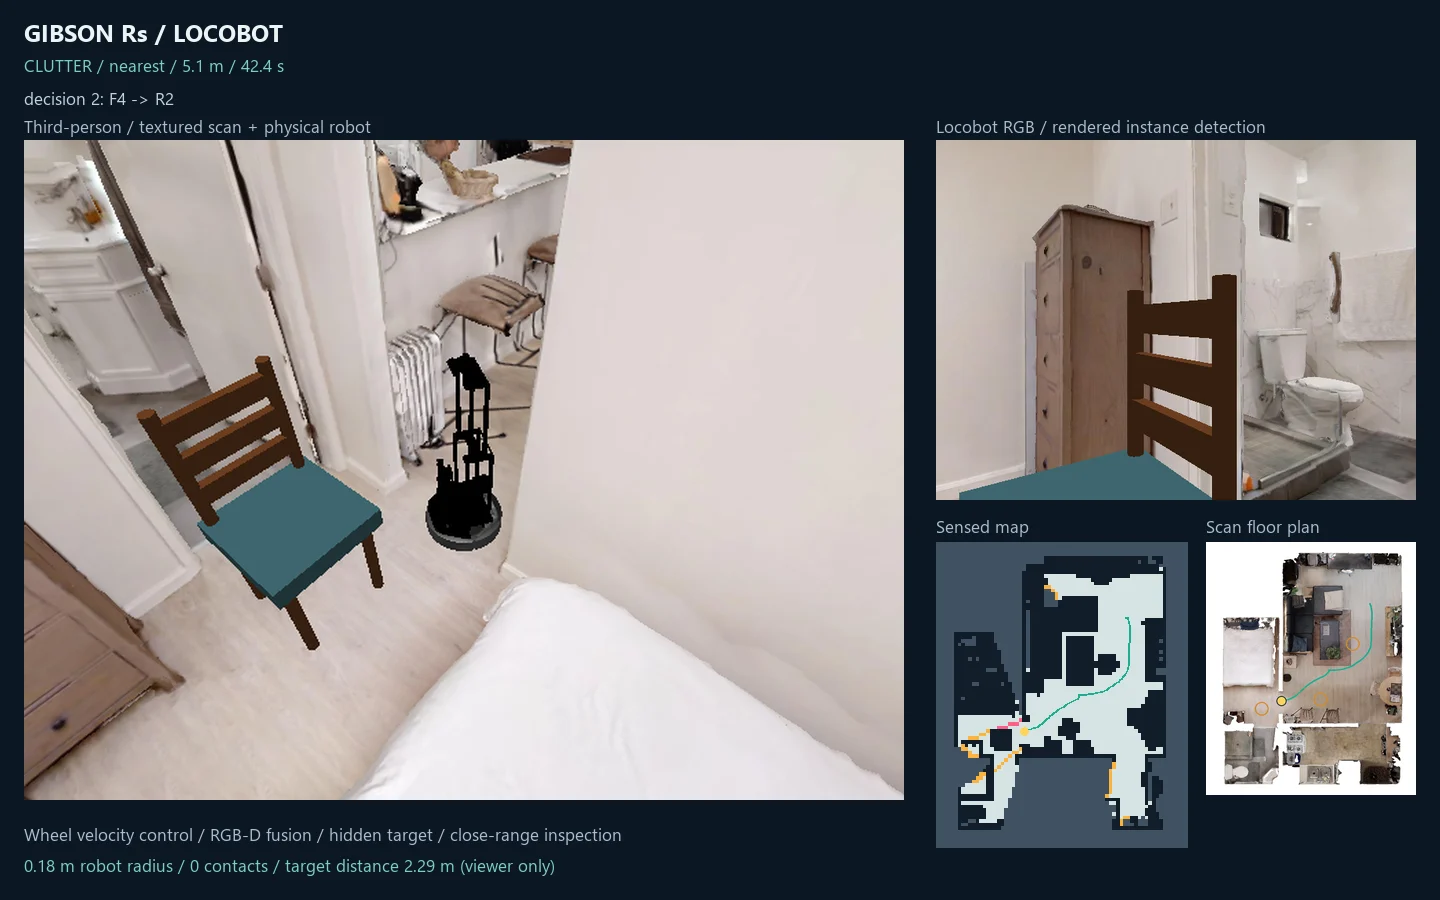 GIBSON Rs / LOCOBOT
CLUTTER / nearest / 5.1 m / 42.4 s
decision 2: F4 -> R2
Third-person / textured scan + physical robot
Locobot RGB / rendered instance detection
Sensed map
Scan floor plan
Wheel velocity control / RGB-D fusion / hidden target / close-range inspection
0.18 m robot radius / 0 contacts / target distance 2.29 m (viewer only)